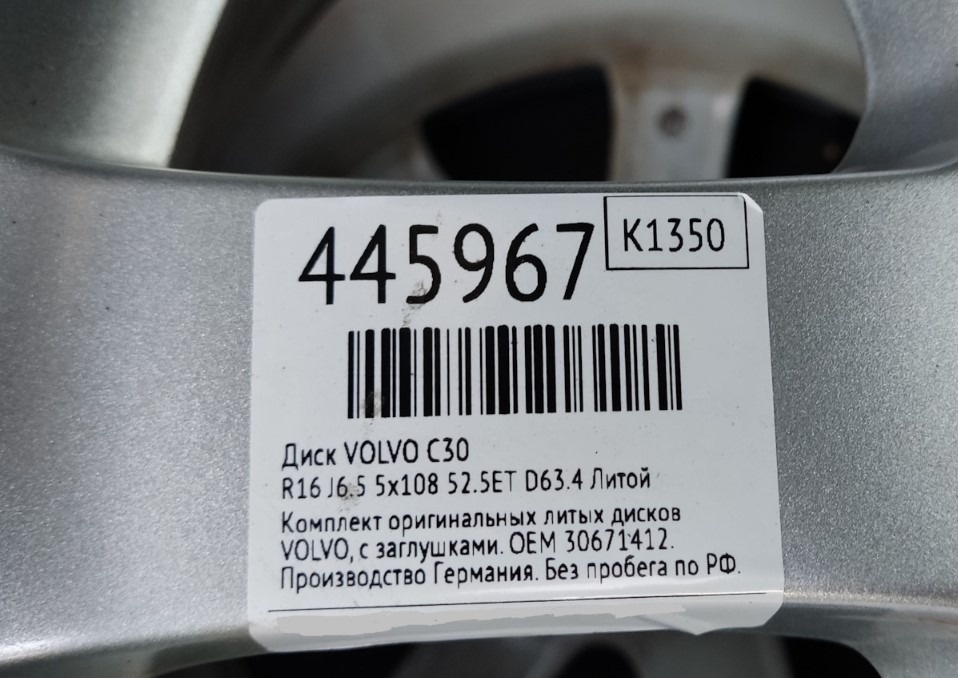 445967
K1350
Диск VOLVO C30
R16 J6.5 5x108 52.5ET D63.4 Литой
Комплект оригинальных литых дисков
VOLVO, с заглушками. OEM 30671412.
Производство Германия. Без пробега по РФ.